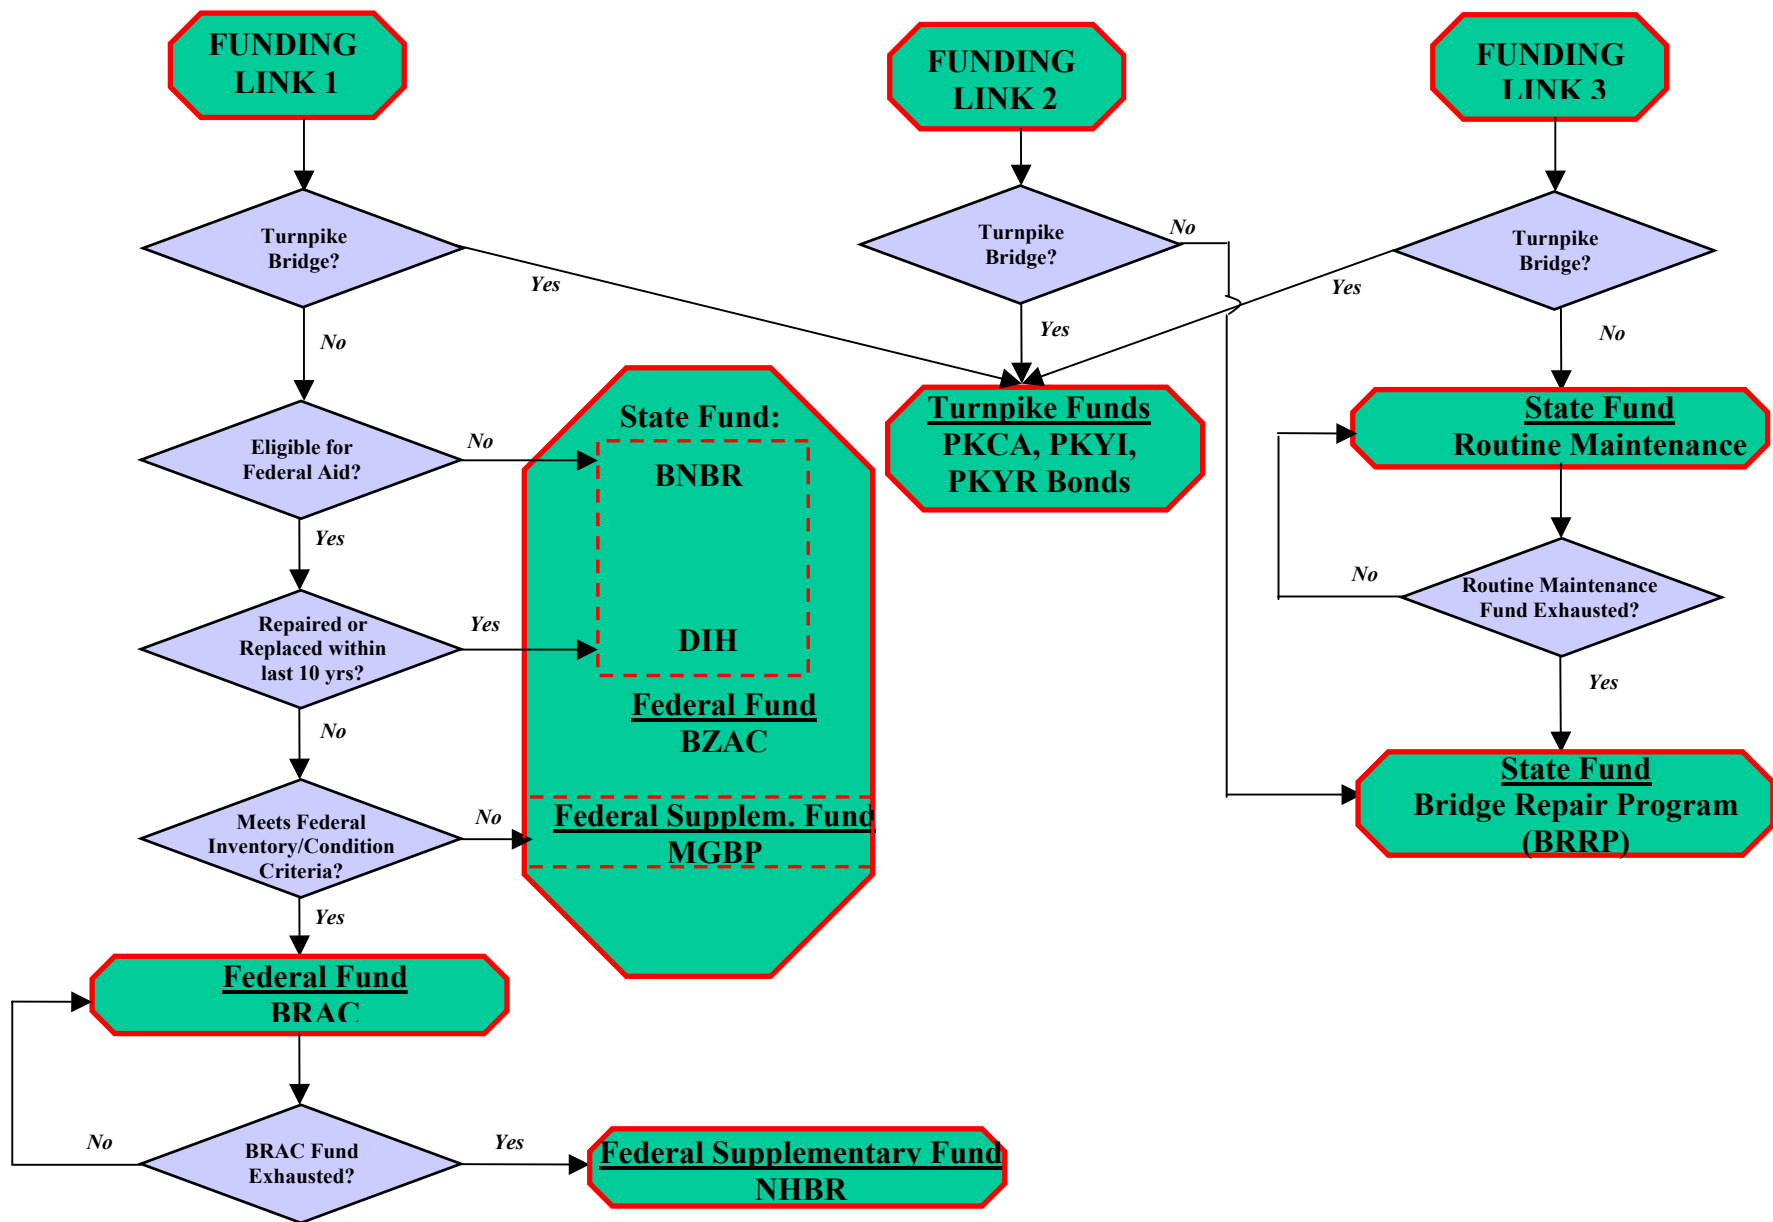 FUNDING
LINK 1
FUNDING
LINK 2
FUNDING
LINK 3
Turnpike
Bridge?
Yes
No
Turnpike
Bridge?
No
Yes
Turnpike
Bridge?
Yes
No
Eligible for
Federal Aid?
No
Yes
State Fund:
BNBR
DIH
Federal Fund
BZAC
Federal Supplem. Fund
MGBP
Turnpike Funds
PKCA, PKYI,
PKYR Bonds
State Fund
Routine Maintenance
Routine Maintenance
Fund Exhausted?
No
Yes
State Fund
Bridge Repair Program
(BRRP)
Repaired or
Replaced within
last 10 yrs?
Yes
No
Meets Federal
Inventory/Condition
Criteria?
No
Yes
Federal Fund
BRAC
BRAC Fund
Exhausted?
No
Yes
Federal Supplementary Fund
NHBR